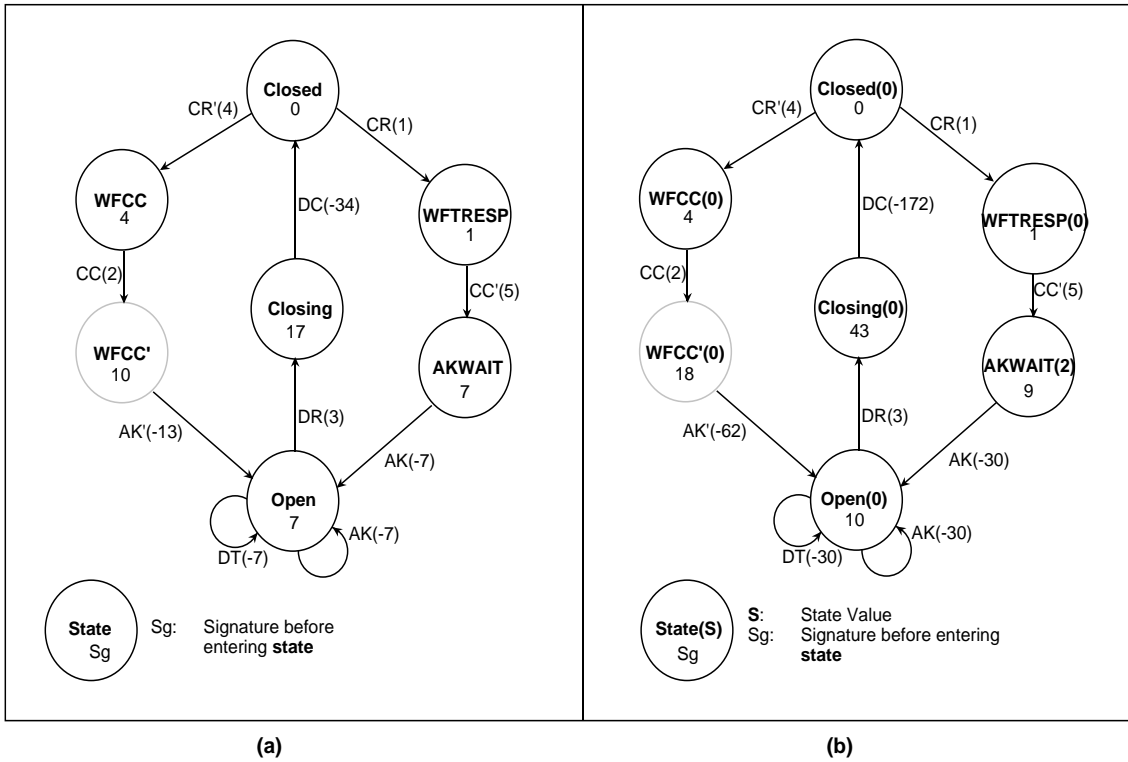 Closed
0
CR'(4)
CR(1)
WFCC
4
DC(-34)
WFTRESP
1
CC(2)
CC'(5)
Closing
17
WFCC'
10
AKWAIT
7
AK'(-13)
DR(3)
AK(-7)
Open
7
DT(-7)
AK(-7)
State
Sg
Sg: Signature before
entering state
(a)
Closed(0)
0
CR'(4)
CR(1)
WFCC(0)
4
DC(-172)
WFTRESP(0)
1
CC(2)
CC'(5)
Closing(0)
43
WFCC'(0)
18
AKWAIT(2)
9
AK'(-62)
DR(3)
AK(-30)
Open(0)
10
DT(-30)
AK(-30)
State(S)
Sg
S: State Value
Sg: Signature before entering
state
(b)